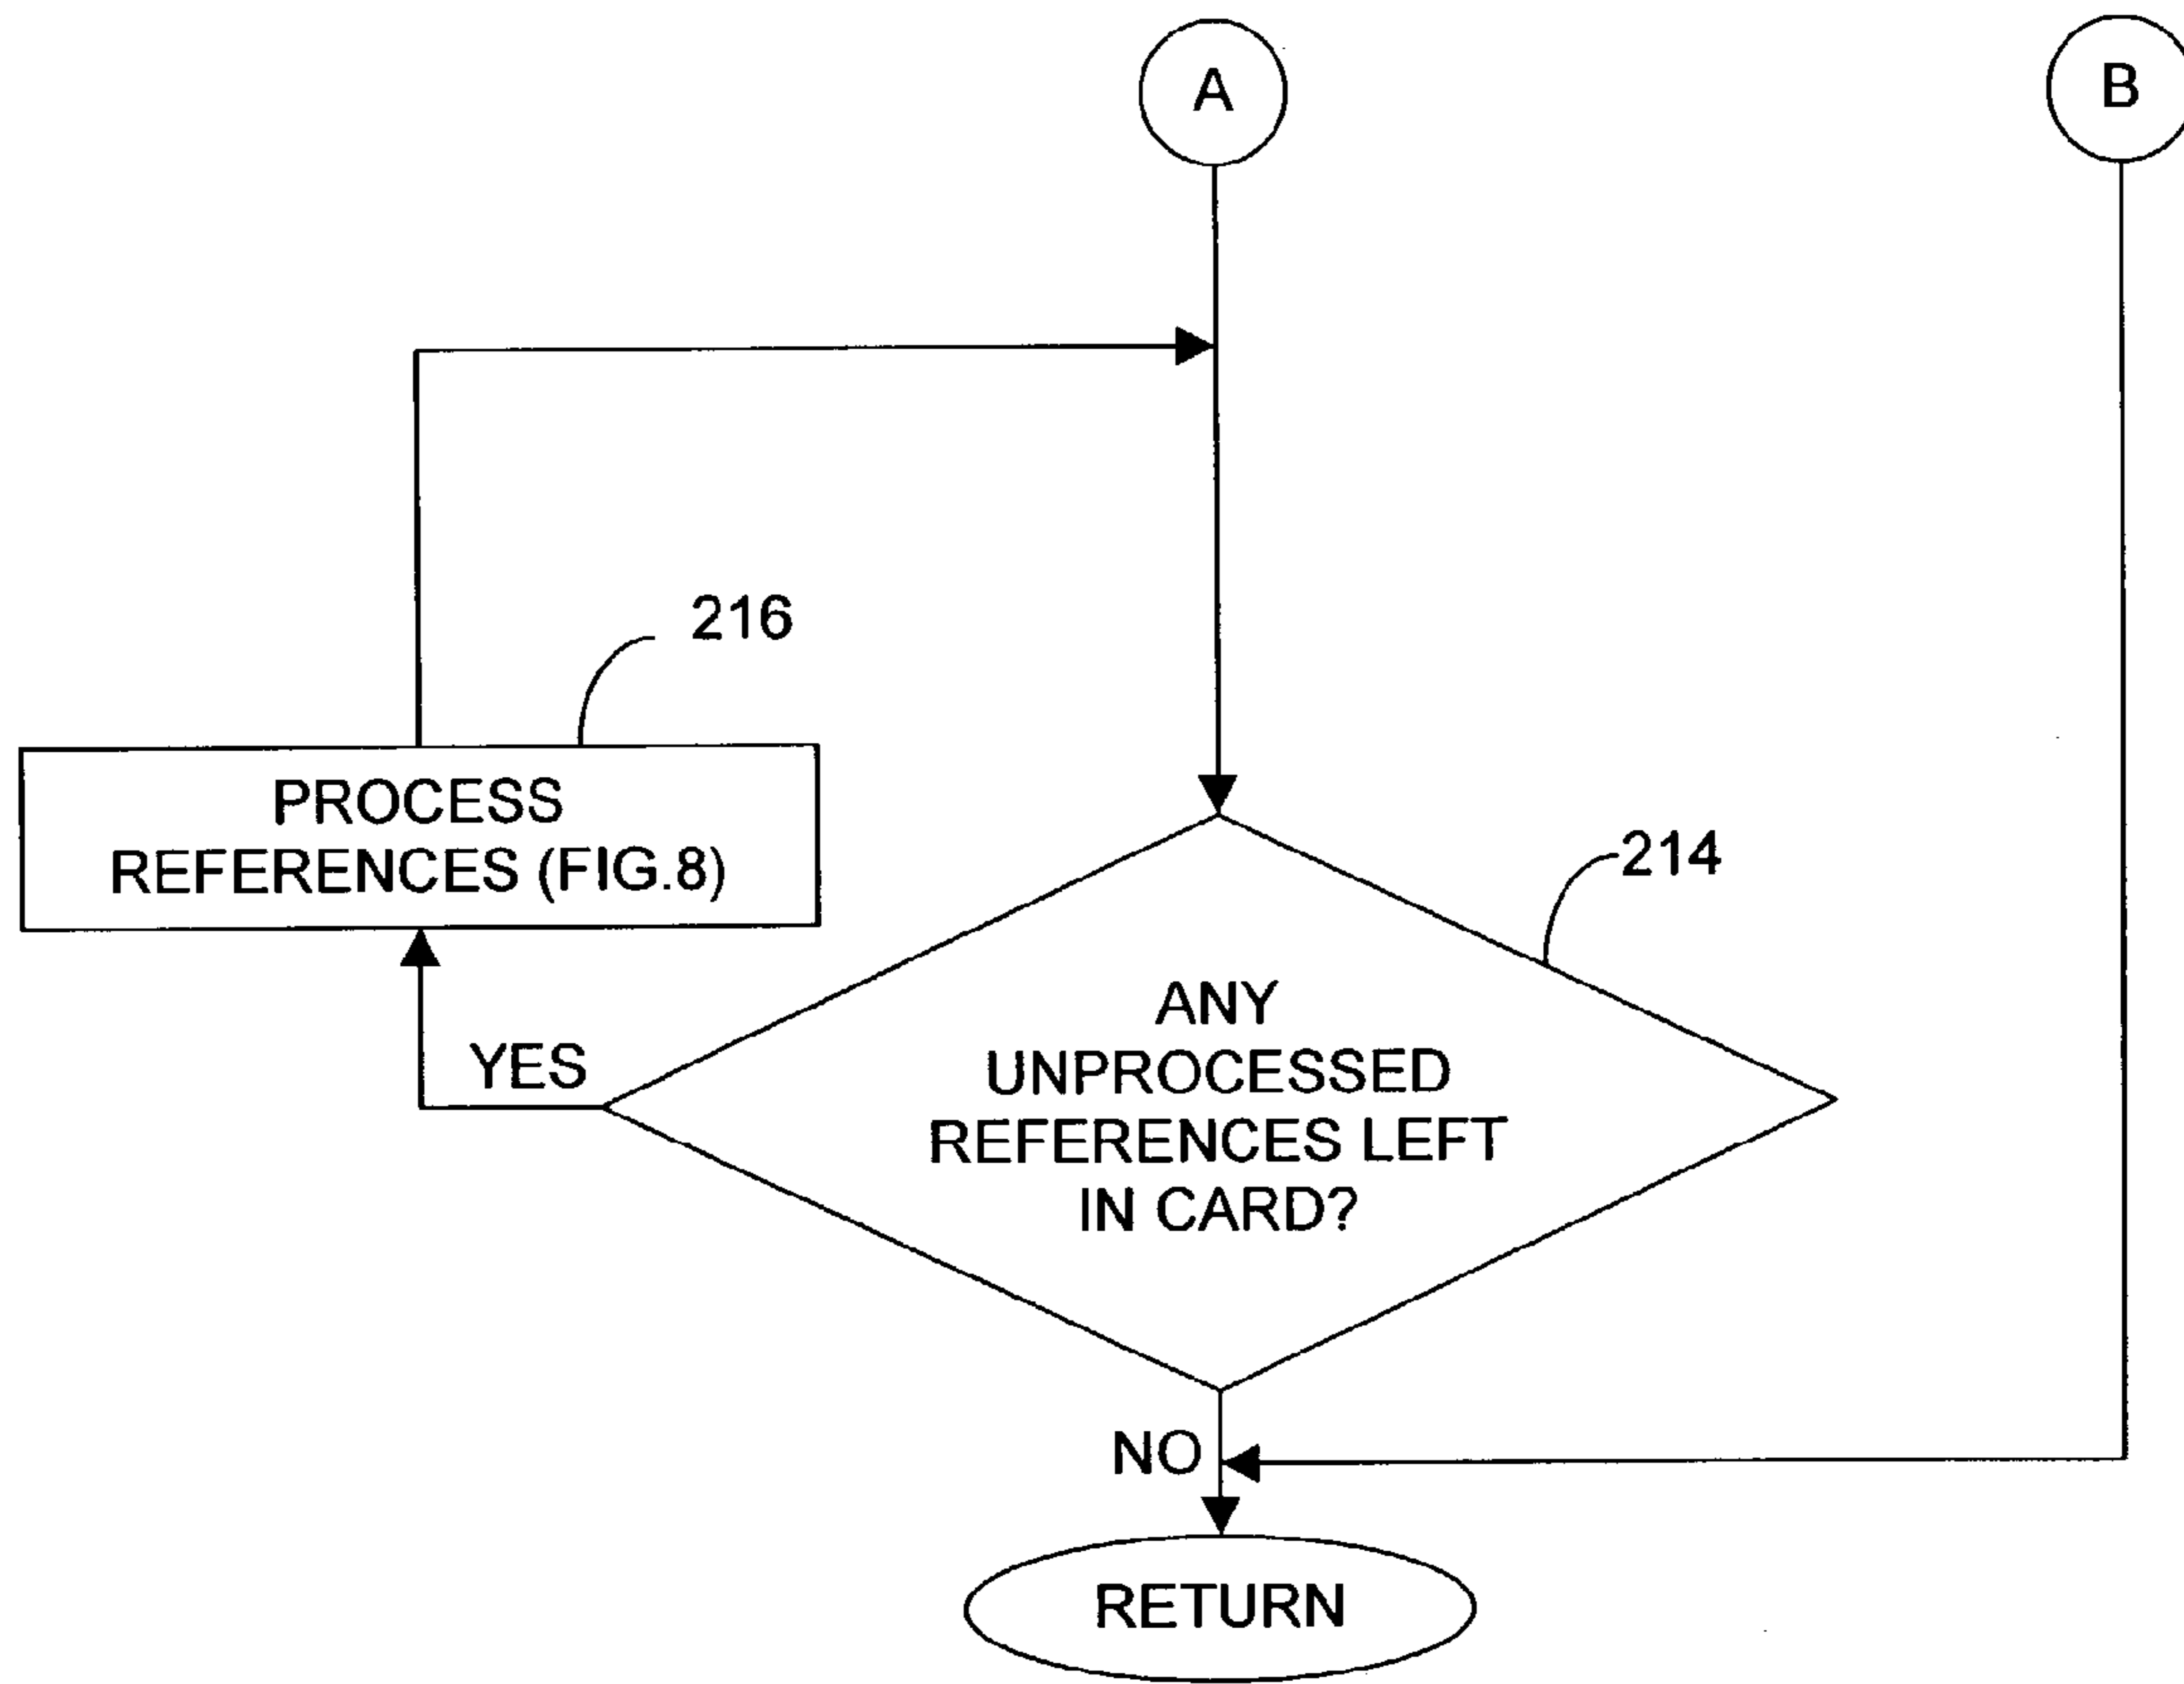 A
B
216
PROCESS
REFERENCES (FIG.8)
214
ANY
UNPROCESSED
REFERENCES LEFT
IN CARD?
YES
NO
RETURN